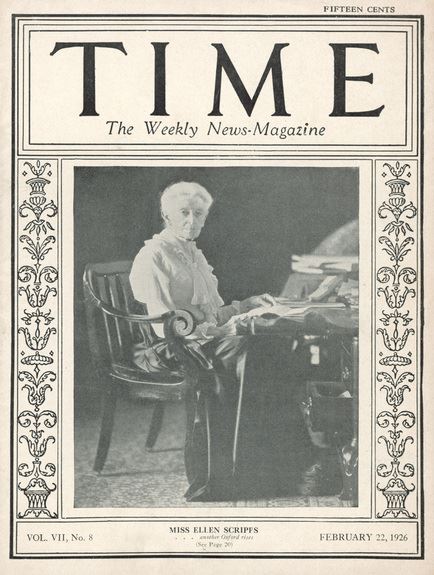 FIFTEEN CENTS
TIME
The Weekly News-Magazine
VOL. VII, No. 8
MISS ELLEN SCRIPPS
. . . another Oxford rises
(See Page 20)
FEBRUARY 22, 1926